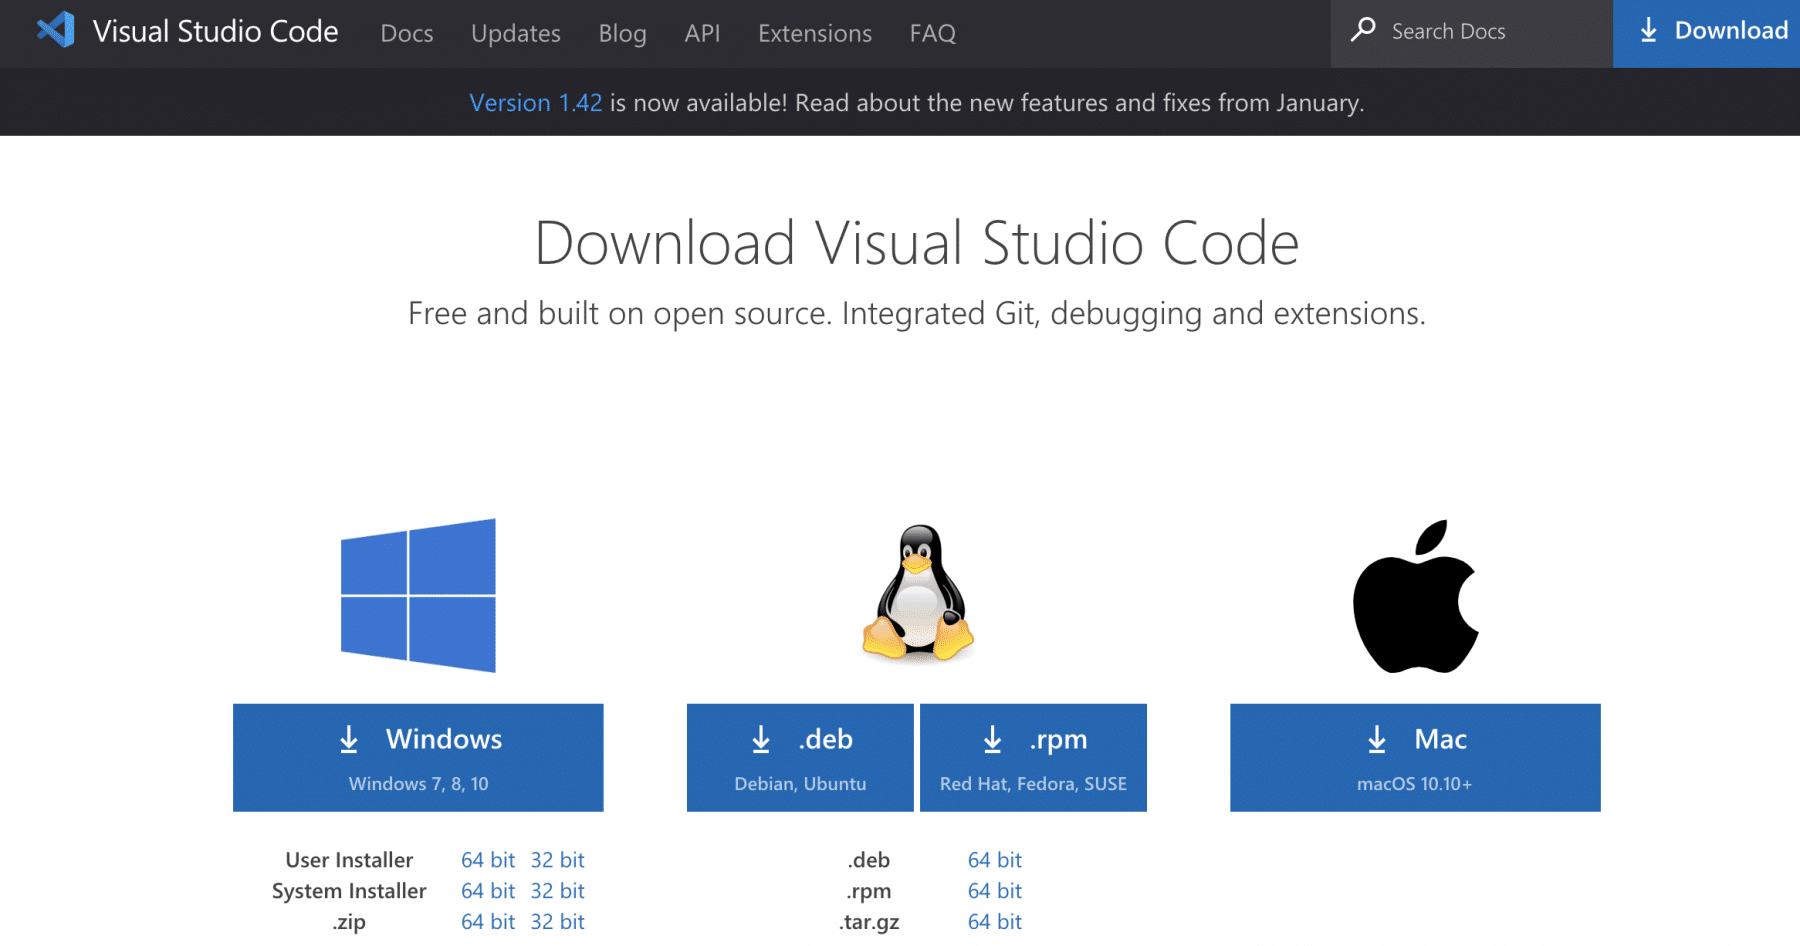 Visual Studio Code Docs Updates Blog API Extensions FAQ Search Docs Download
Version 1.42 is now available! Read about the new features and fixes from January.
Download Visual Studio Code
Free and built on open source. Integrated Git, debugging and extensions.
Windows
Windows 7, 8, 10
User Installer 64 bit 32 bit
System Installer 64 bit 32 bit
.zip 64 bit 32 bit
.deb
Debian, Ubuntu
.rpm
Red Hat, Fedora, SUSE
.deb 64 bit
.rpm 64 bit
.tar.gz 64 bit
Mac
macOS 10.10+